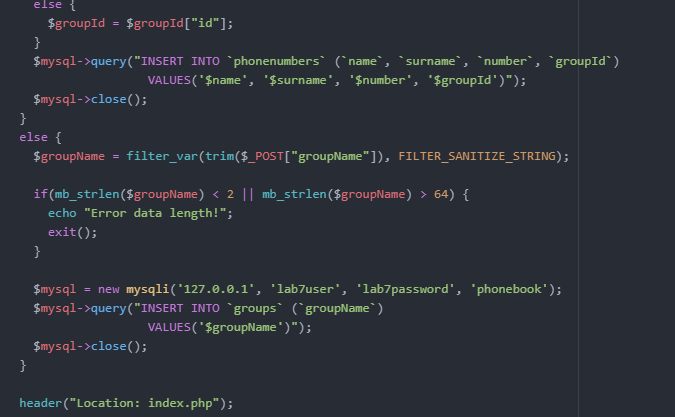 else {
$groupId = $groupId["id"];
}
$mysql->query("INSERT INTO `phonenumbers` (`name`, `surname`, `number`, `groupId`)
VALUES('$name', '$surname', '$number', '$groupId')");
$mysql->close();
}
else {
$groupName = filter_var(trim($_POST["groupName"]), FILTER_SANITIZE_STRING);
if(mb_strlen($groupName) < 2 || mb_strlen($groupName) > 64) {
echo "Error data length!";
exit();
}
$mysql = new mysqli('127.0.0.1', 'lab7user', 'lab7password', 'phonebook');
$mysql->query("INSERT INTO `groups` (`groupName`)
VALUES('$groupName')");
$mysql->close();
}
header("Location: index.php");